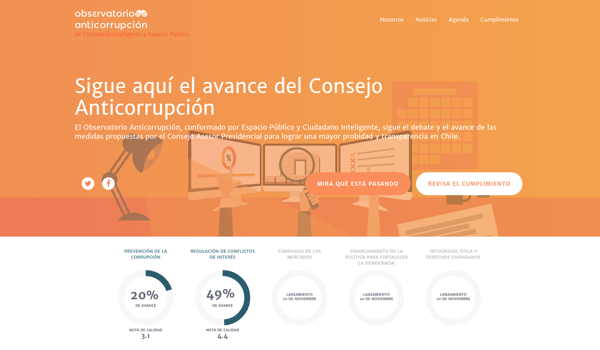 observatorio
anticorrupción
de Ciudadano Inteligente y Espacio Público
Nosotros Noticias Agenda Cumplimiento
Sigue aquí el avance del Consejo
Anticorrupción
El Observatorio Anticorrupción, conformado por Espacio Público y Ciudadano Inteligente, sigue el debate y el avance de las
medidas propuestas por el Consejo Asesor Presidencial para lograr una mayor probidad y transparencia en Chile.
MIRA QUÉ ESTÁ PASANDO
REVISA EL CUMPLIMIENTO
PREVENCIÓN DE LA
CORRUPCIÓN
20%
DE AVANCE
NOTA DE CALIDAD
3.1
REGULACIÓN DE CONFLICTOS
DE INTERÉS
49%
DE AVANCE
NOTA DE CALIDAD
4.4
CONFIANZA EN LOS
MERCADOS
LANZAMIENTO
10 DE NOVIEMBRE
FINANCIAMIENTO DE LA
POLÍTICA PARA FORTALECER
LA DEMOCRACIA
LANZAMIENTO
DE NOVIEMBRE
INTEGRIDAD, ÉTICA Y
DERECHOS CIUDADANOS
LANZAMIENTO
DE NOVIEMBRE